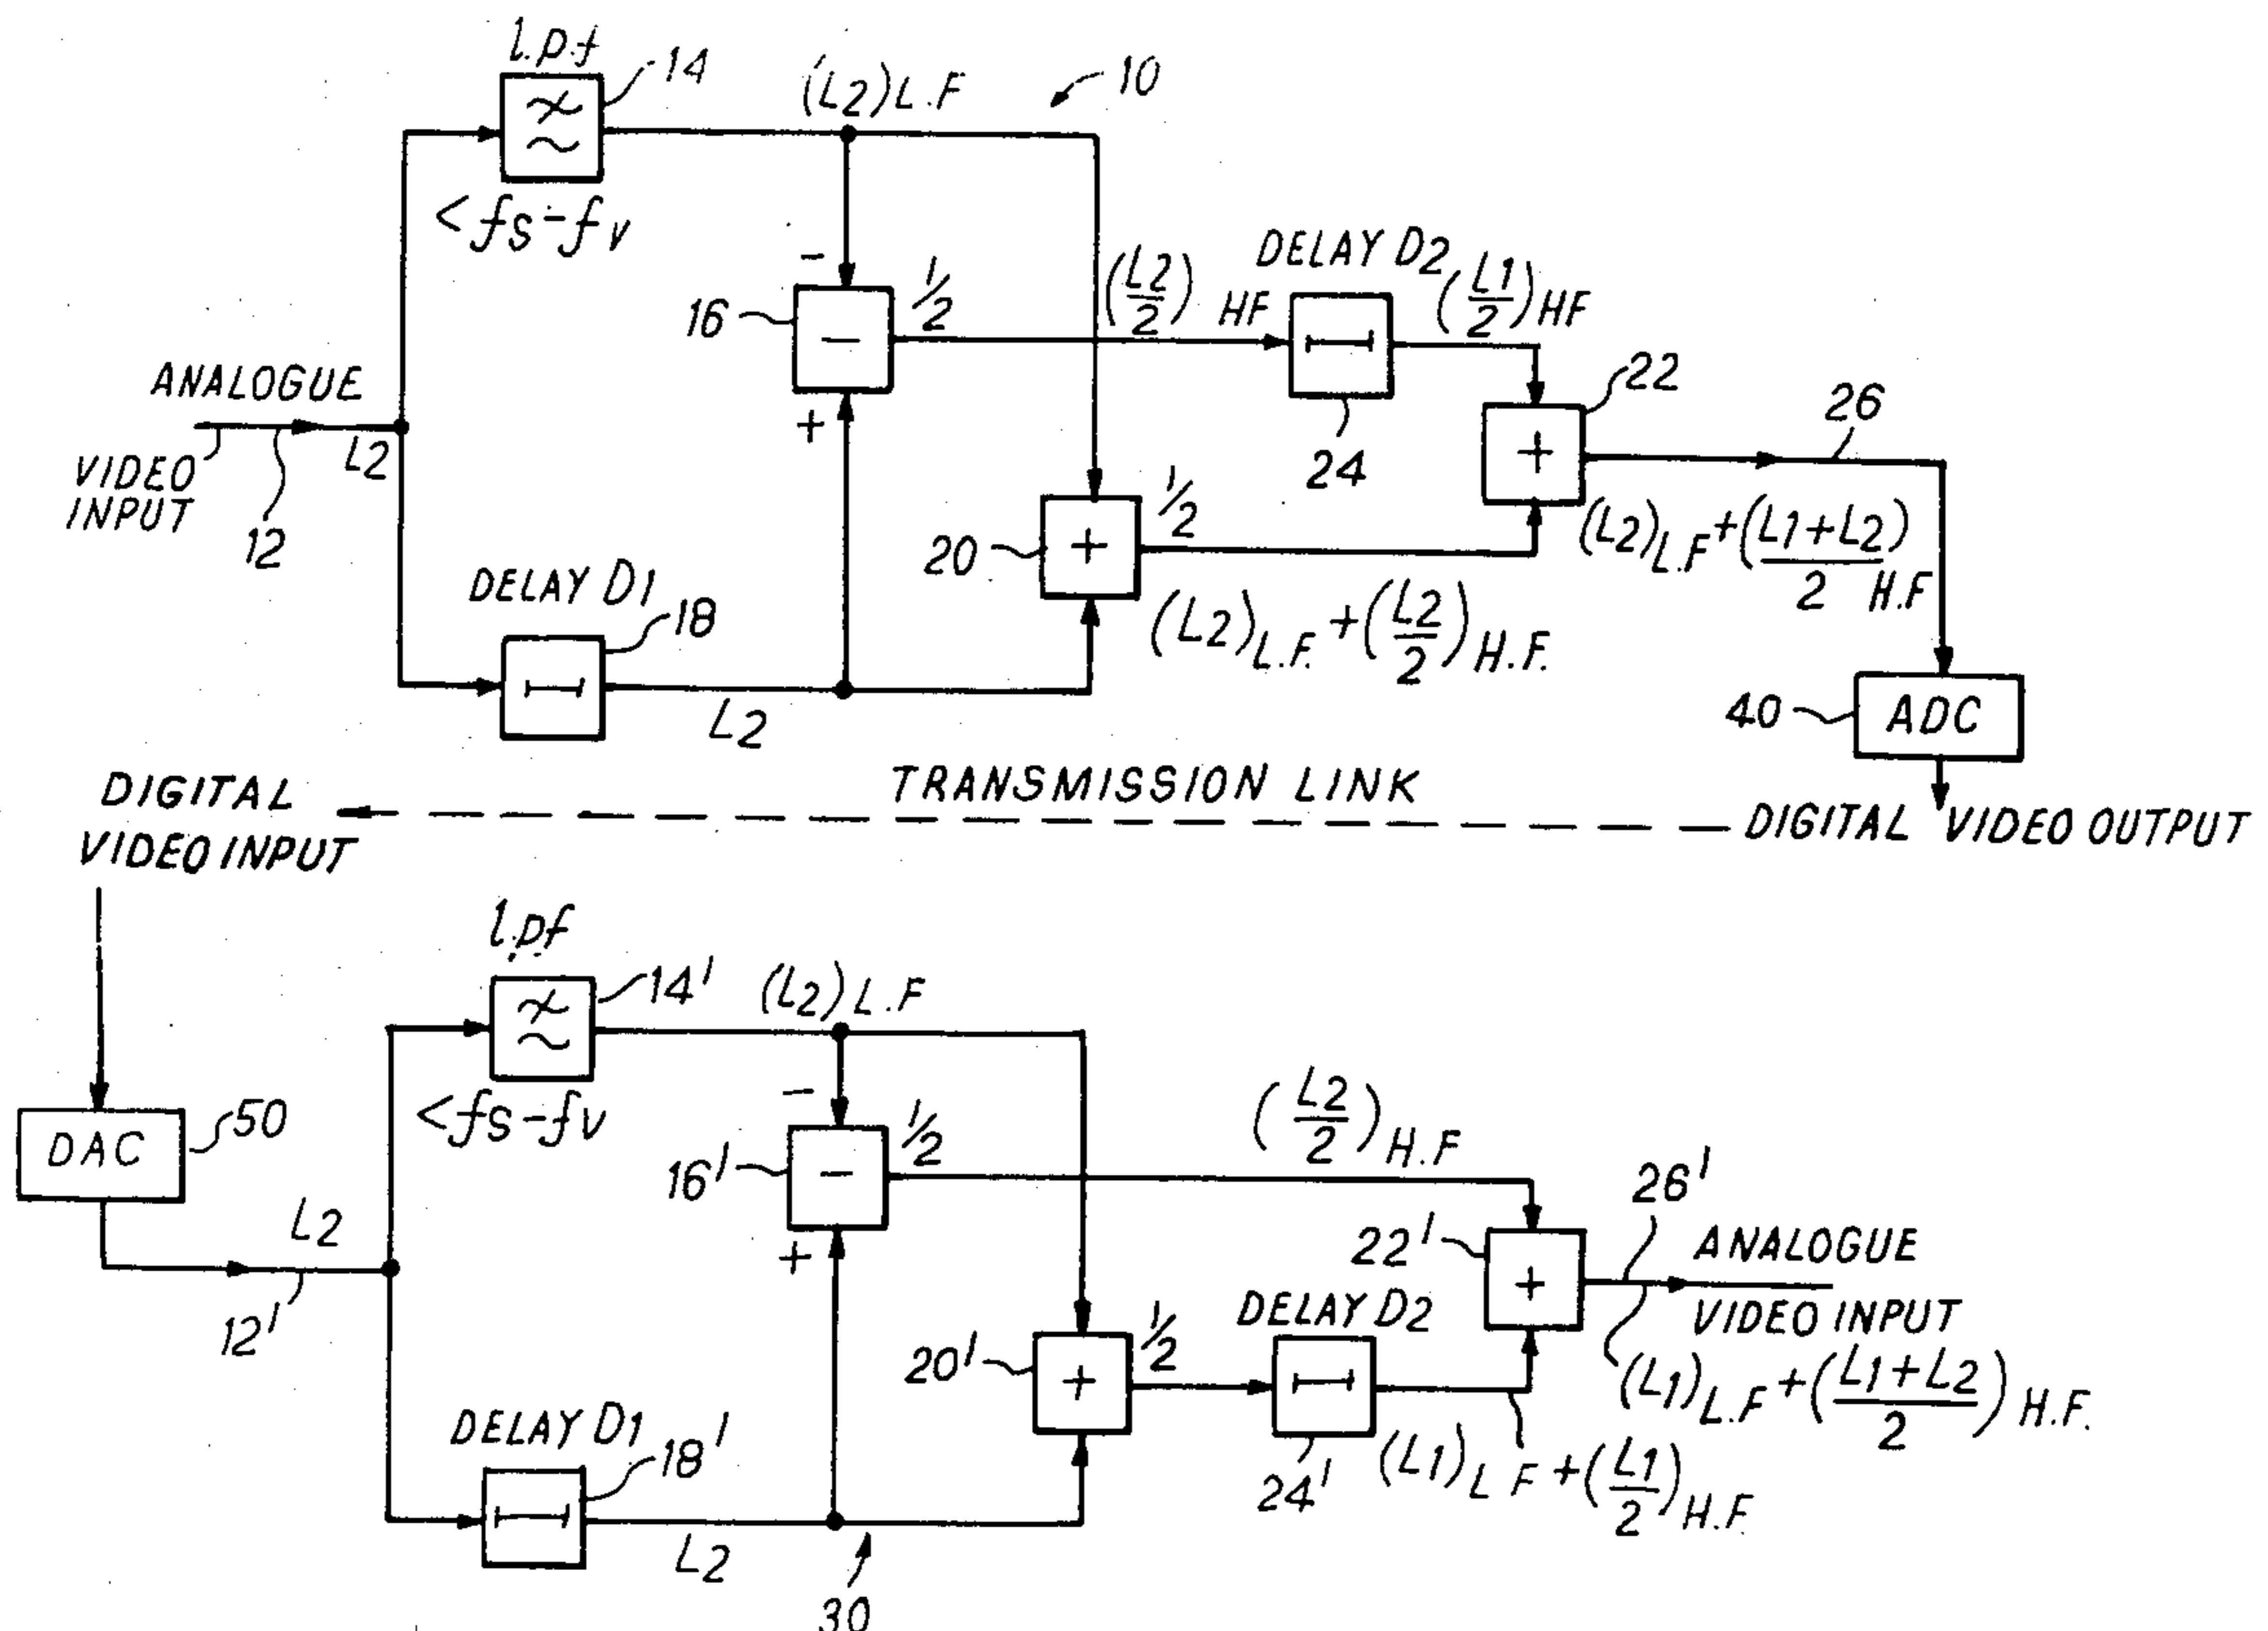 l.p.f
14
(L2)L.F
10
<fs-fv
-
16
1/2
(L2/2) HF
DELAY D2
(L1/2)HF
22
26
ANALOGUE
VIDEO INPUT
12
L2
+
−
24
+
20
1/2
+
(L2)L.F+(L1+L2)/2 H.F
DELAY D1
18
L2
(L2)L.F.+(L2/2)H.F.
40
ADC
DIGITAL
VIDEO INPUT
TRANSMISSION LINK
DIGITAL VIDEO OUTPUT
l.pf
14'
(L2)L.F
<fs-fv
-
DAC
50
16'
−
1/2
(L2/2)H.F
L2
12'
+
22'
+
26'
ANALOGUE
VIDEO INPUT
20'
+
1/2
DELAY D2
24'
(L1)L F+(L1/2)H.F.
(L1)L.F+(L1+L2/2)H.F.
DELAY D1
18'
L2
30